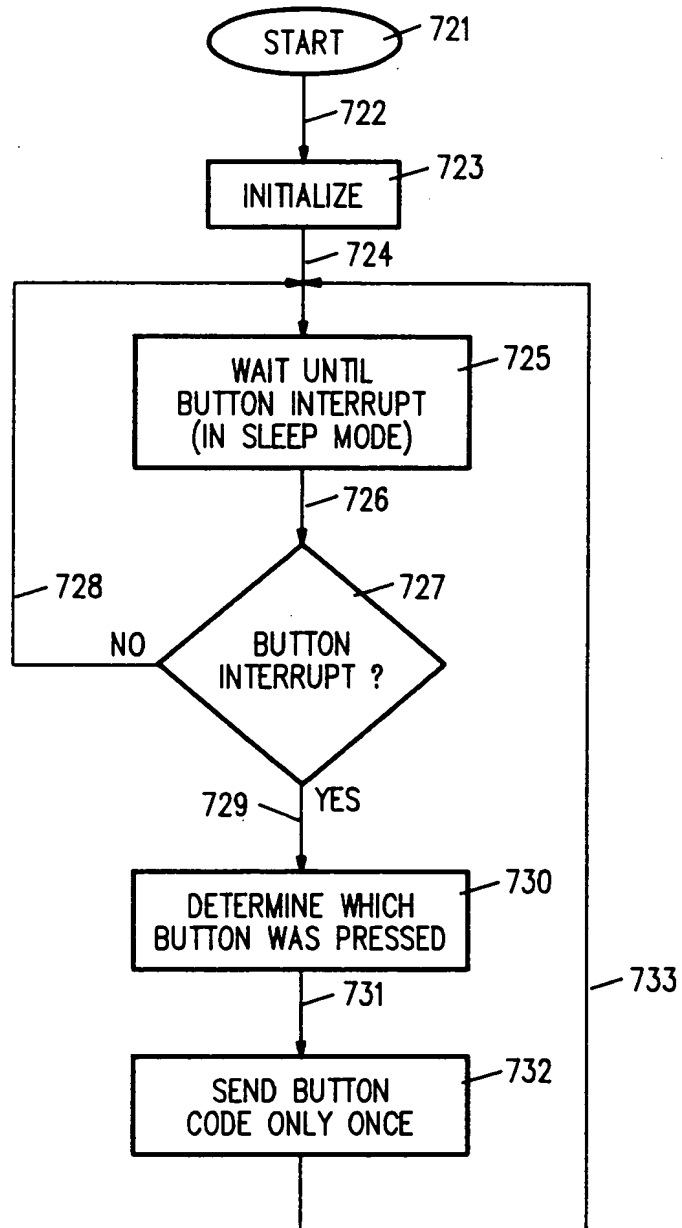 START
721
722
INITIALIZE
723
724
WAIT UNTIL
BUTTON INTERRUPT
(IN SLEEP MODE)
725
726
728
727
NO
BUTTON
INTERRUPT ?
729
YES
730
DETERMINE WHICH
BUTTON WAS PRESSED
731
733
732
SEND BUTTON
CODE ONLY ONCE